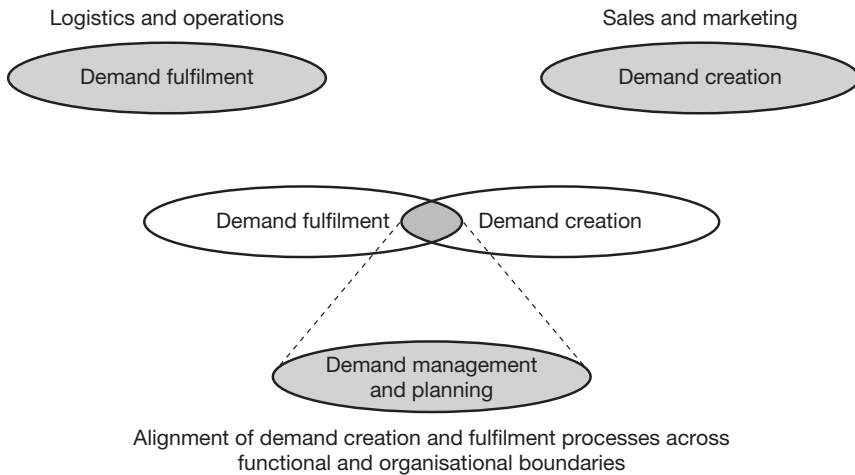 Logistics and operations
Sales and marketing
Demand fulfilment
Demand creation
Demand fulfilment
Demand creation
Demand management
and planning
Alignment of demand creation and fulfilment processes across
functional and organisational boundaries